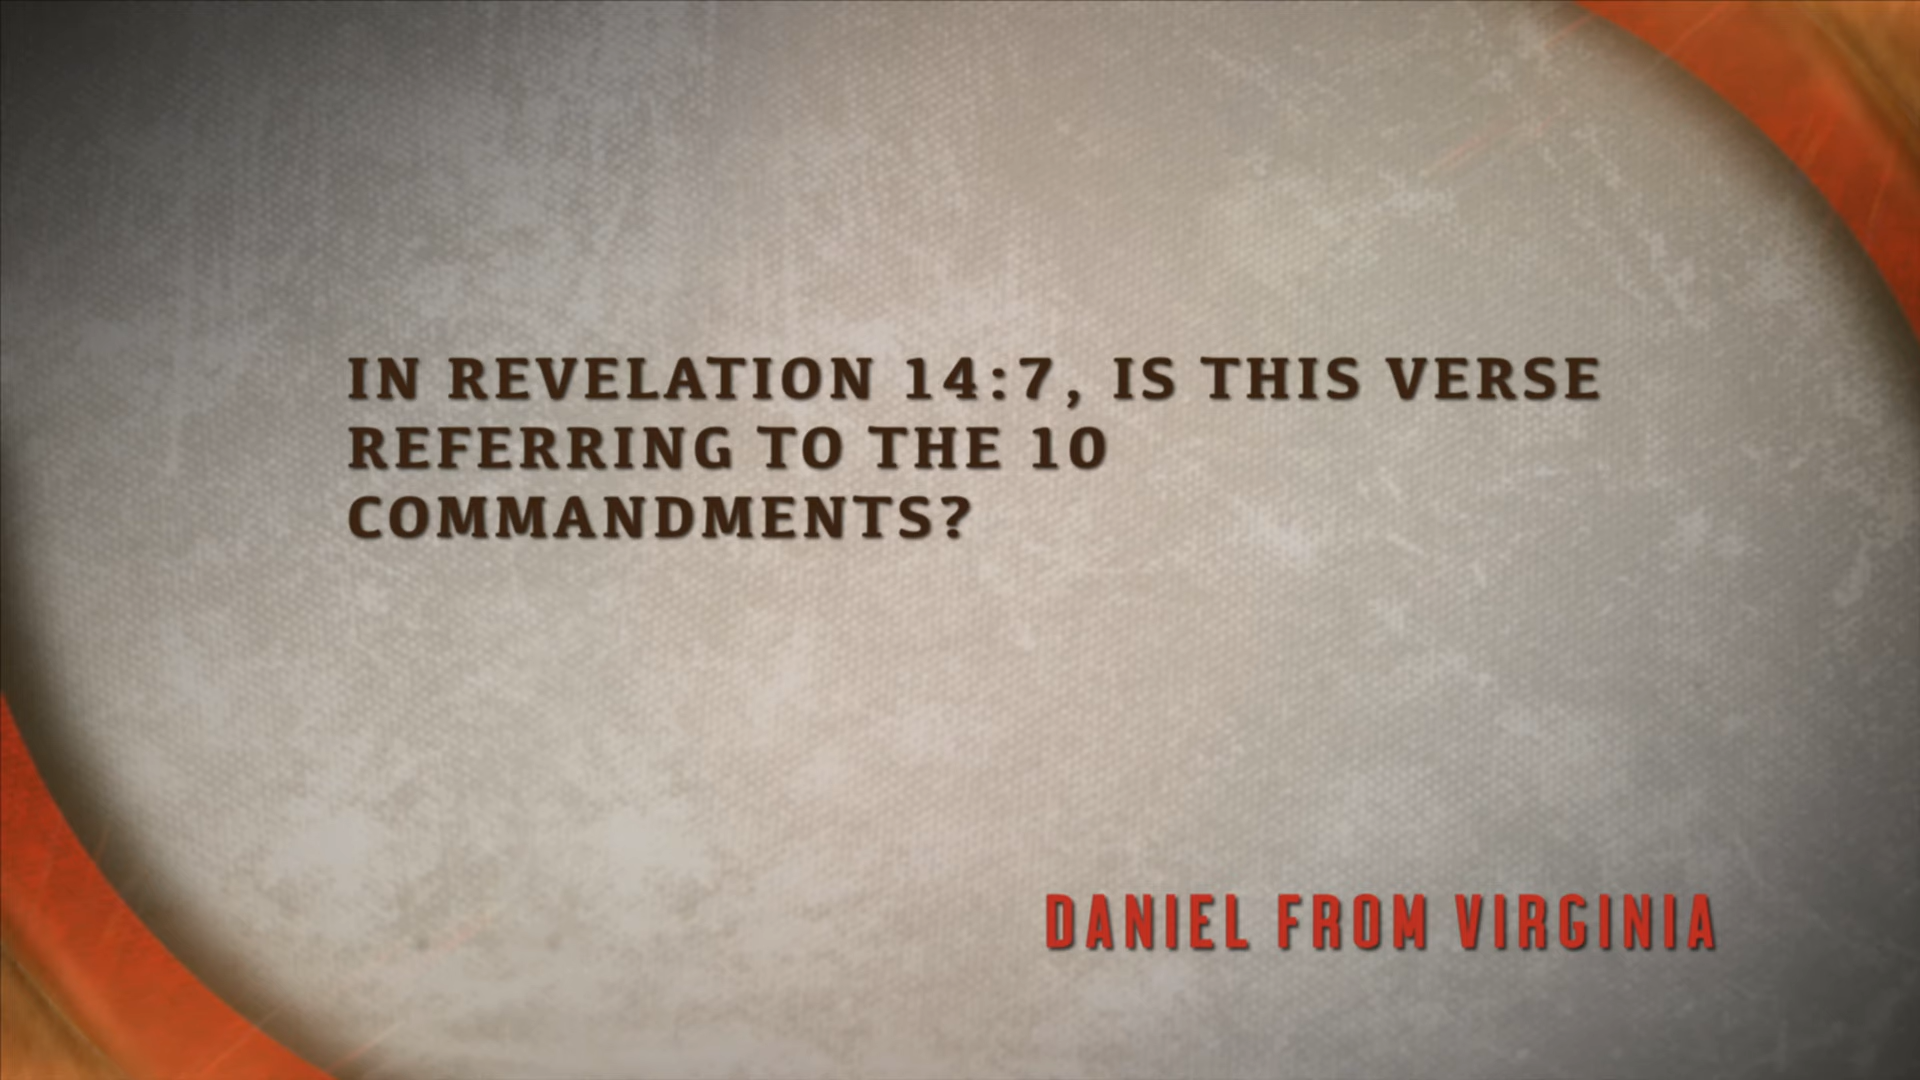 IN REVELATION 14:7, IS THIS VERSE
REFERRING TO THE 10
COMMANDMENTS?
DANIEL FROM VIRGINIA